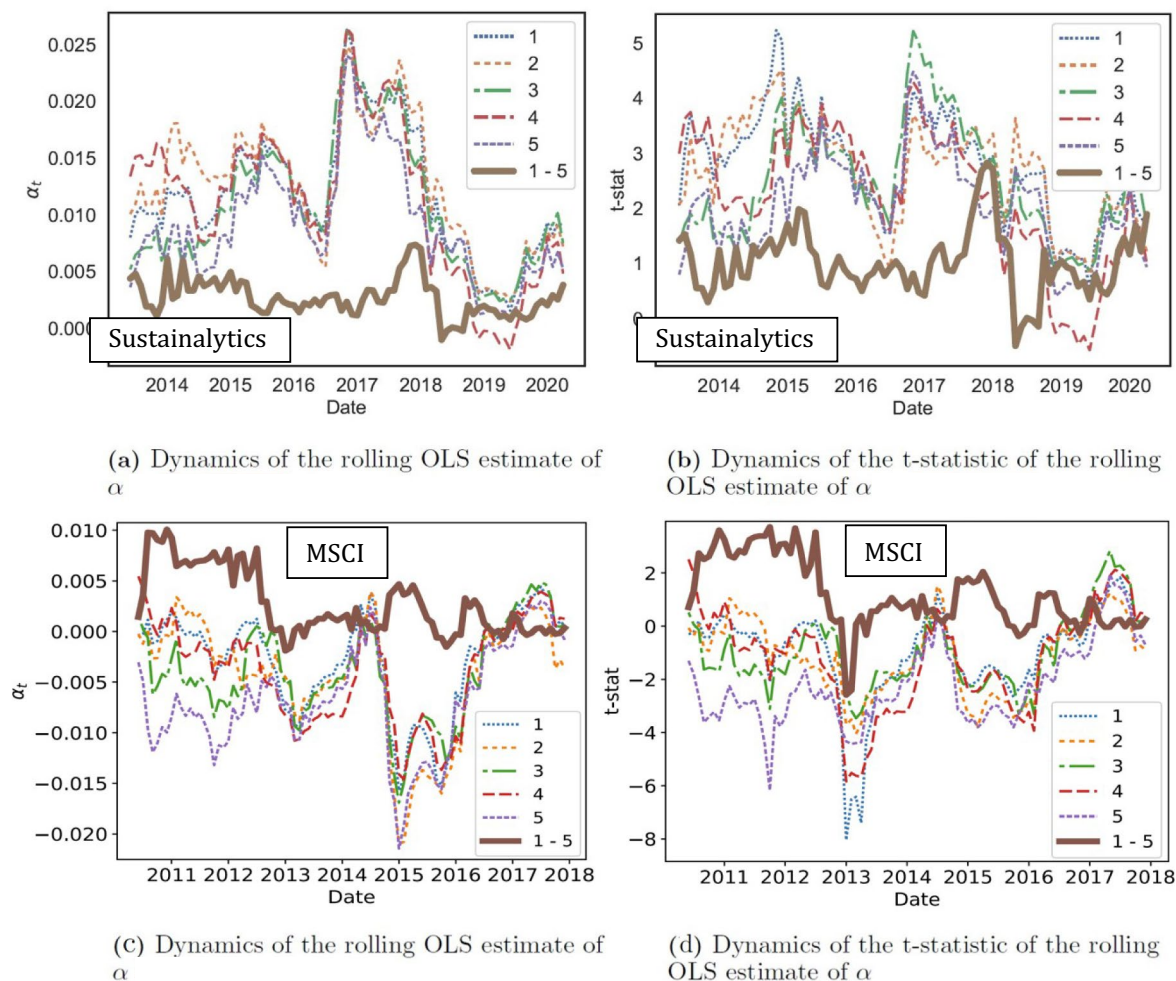 0.025
0.020
0.015
0.010
0.005
0.000
α_t
1
2
3
4
5
1 - 5
Sustainalytics
2014 2015 2016 2017 2018 2019 2020
Date
5
4
3
2
1
0
t-stat
1
2
3
4
5
1 - 5
Sustainalytics
2014 2015 2016 2017 2018 2019 2020
Date
(a) Dynamics of the rolling OLS estimate of
α
(b) Dynamics of the t-statistic of the rolling
OLS estimate of α
0.010
0.005
0.000
−0.005
−0.010
−0.015
−0.020
α_t
MSCI
1
2
3
4
5
1 - 5
2011 2012 2013 2014 2015 2016 2017 2018
Date
2
0
−2
−4
−6
−8
t-stat
MSCI
1
2
3
4
5
1 - 5
2011 2012 2013 2014 2015 2016 2017 2018
Date
(c) Dynamics of the rolling OLS estimate of
α
(d) Dynamics of the t-statistic of the rolling
OLS estimate of α